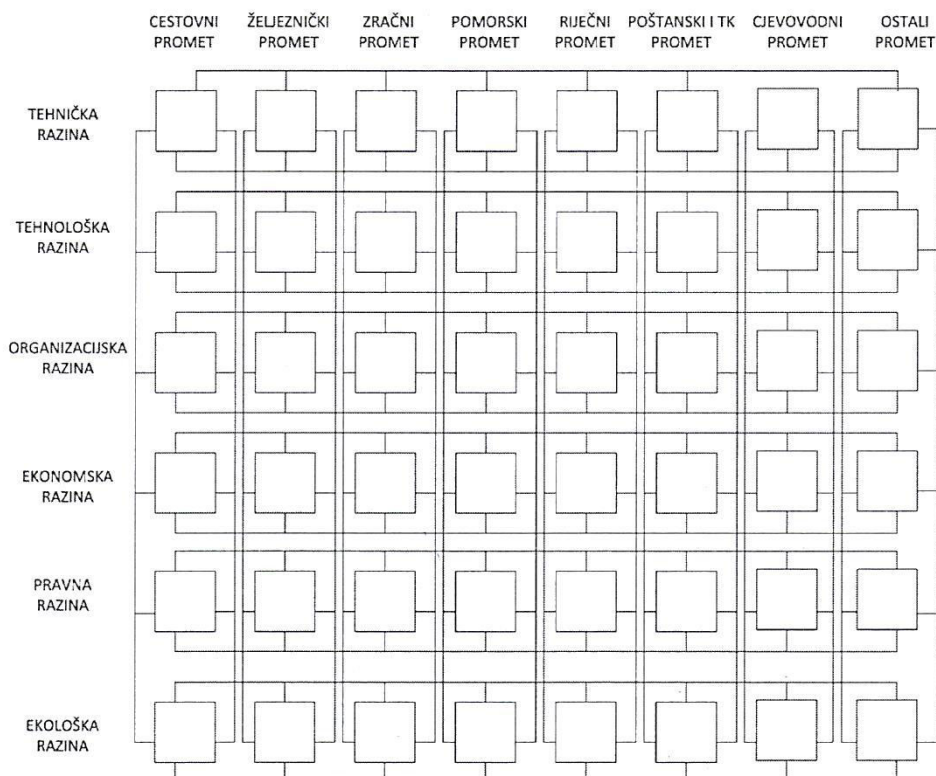 CESTOVNI ŽELJEZNIČKI ZRAČNI POMORSKI RIJEČNI POŠTANSKI I TK CJEVOVODNI OSTALI
PROMET PROMET PROMET PROMET PROMET PROMET PROMET PROMET
TEHNIČKA
RAZINA
TEHNOLOŠKA
RAZINA
ORGANIZACIJSKA
RAZINA
EKONOMSKA
RAZINA
PRAVNA
RAZINA
EKOLOŠKA
RAZINA